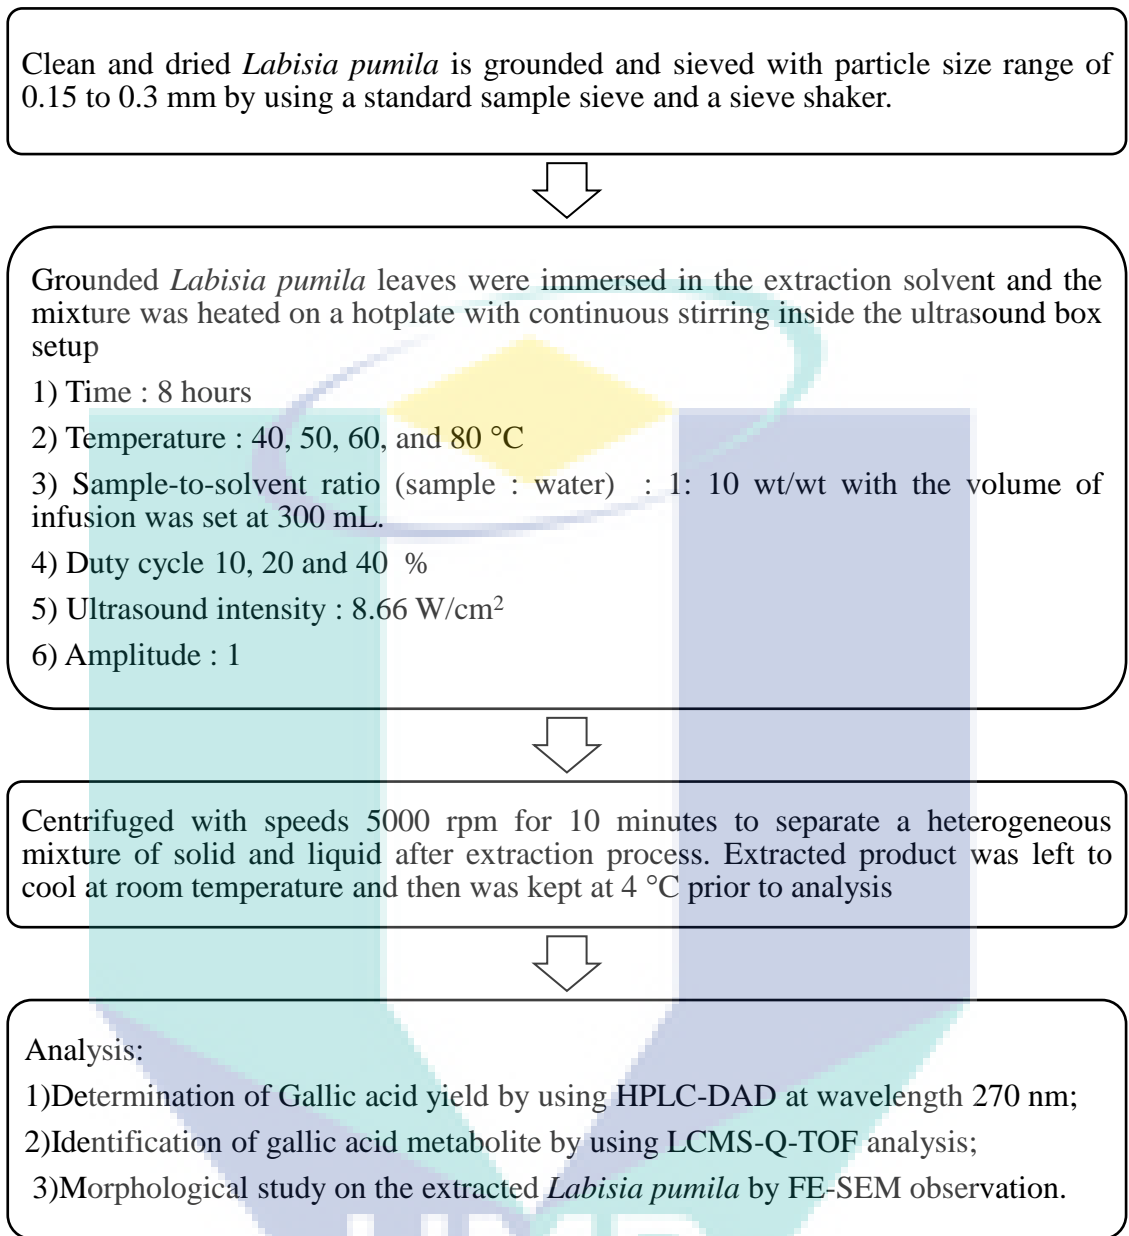 Clean and dried Labisia pumila is grounded and sieved with particle size range of
0.15 to 0.3 mm by using a standard sample sieve and a sieve shaker.
Grounded Labisia pumila leaves were immersed in the extraction solvent and the
mixture was heated on a hotplate with continuous stirring inside the ultrasound box
setup
1) Time : 8 hours
2) Temperature : 40, 50, 60, and 80 °C
3) Sample-to-solvent ratio (sample : water) : 1: 10 wt/wt with the volume of
infusion was set at 300 mL.
4) Duty cycle 10, 20 and 40 %
5) Ultrasound intensity : 8.66 W/cm²
6) Amplitude : 1
Centrifuged with speeds 5000 rpm for 10 minutes to separate a heterogeneous
mixture of solid and liquid after extraction process. Extracted product was left to
cool at room temperature and then was kept at 4 °C prior to analysis
Analysis:
1)Determination of Gallic acid yield by using HPLC-DAD at wavelength 270 nm;
2)Identification of gallic acid metabolite by using LCMS-Q-TOF analysis;
3)Morphological study on the extracted Labisia pumila by FE-SEM observation.